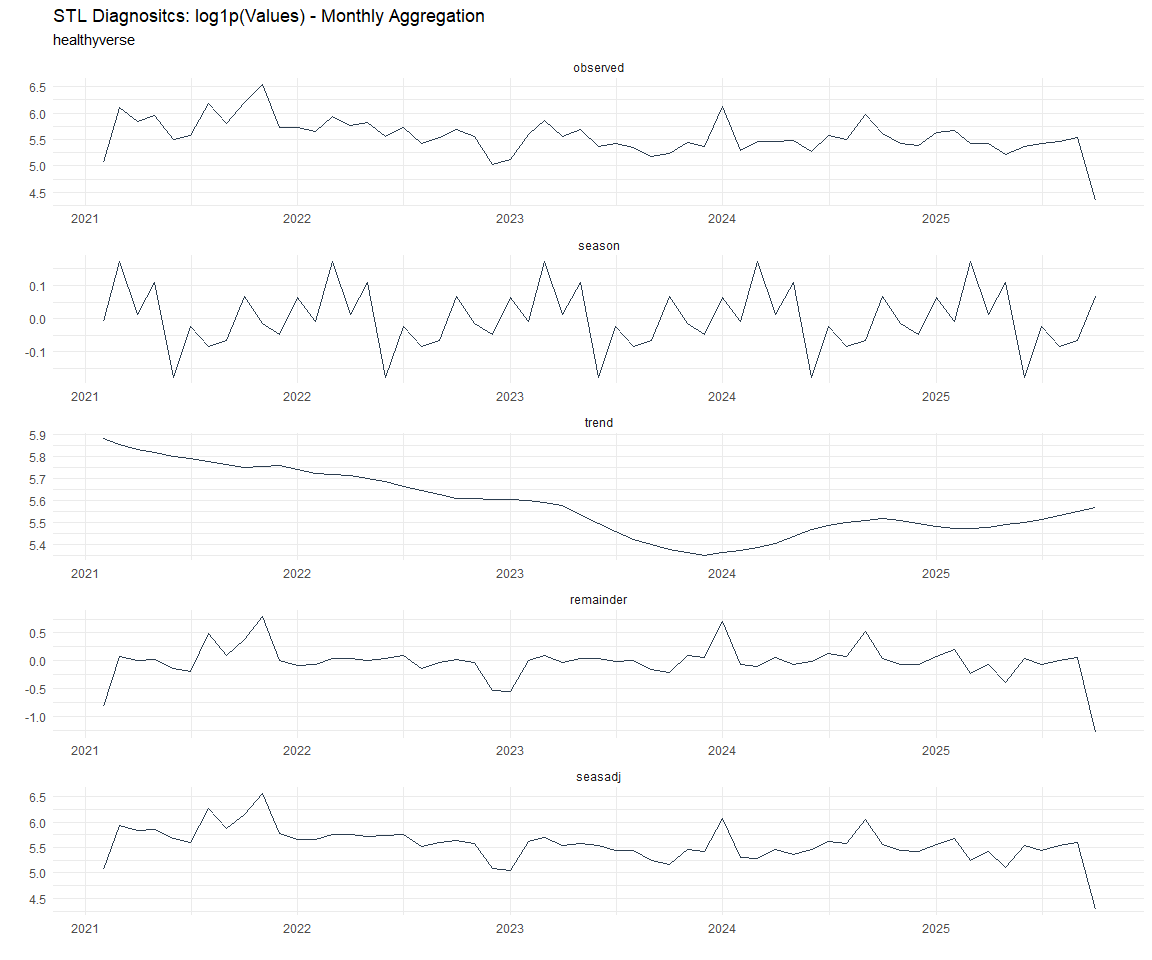 STL Diagnositcs: log1p(Values) - Monthly Aggregation
healthyverse
observed
6.5
6.0
5.5
5.0
4.5
2021 2022 2023 2024 2025
season
0.1
0.0
-0.1
2021 2022 2023 2024 2025
trend
5.9
5.8
5.7
5.6
5.5
5.4
2021 2022 2023 2024 2025
remainder
0.5
0.0
-0.5
-1.0
2021 2022 2023 2024 2025
seasadj
6.5
6.0
5.5
5.0
4.5
2021 2022 2023 2024 2025